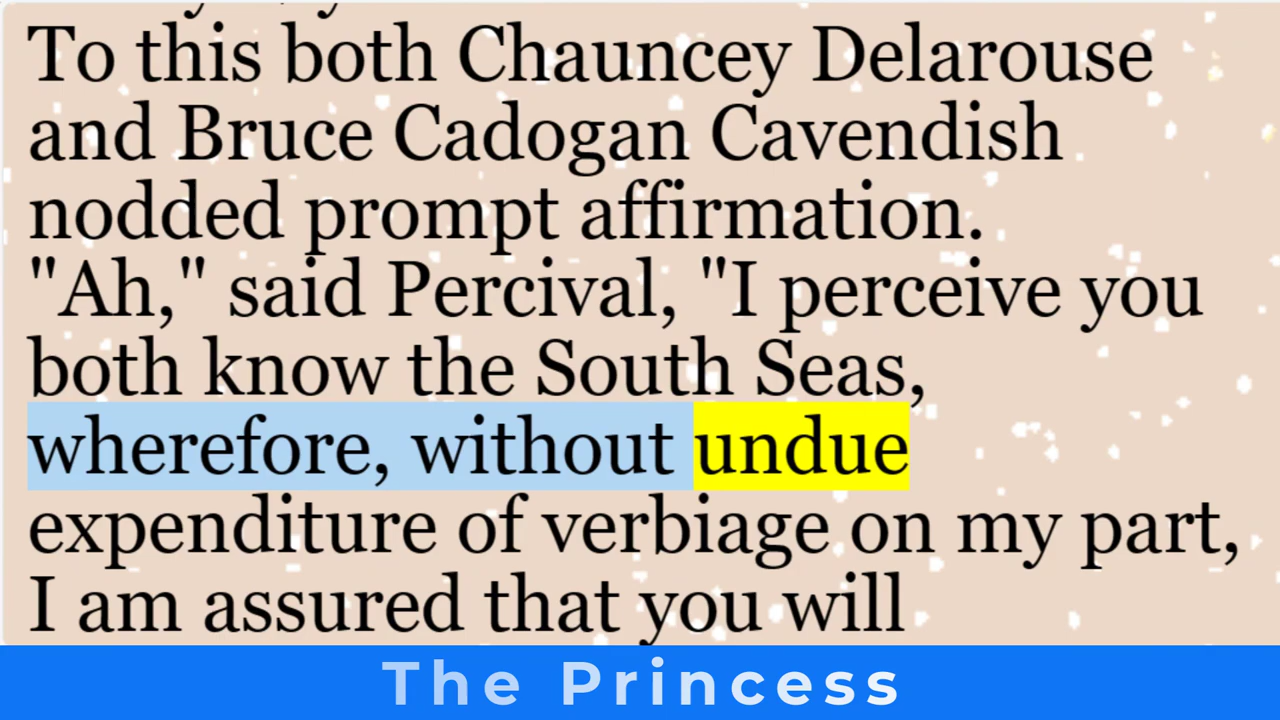 To this both Chauncey Delarouse
and Bruce Cadogan Cavendish
nodded prompt affirmation.
"Ah," said Percival, "I perceive you
both know the South Seas,
wherefore, without undue
expenditure of verbiage on my part,
I am assured that you will
The Princess